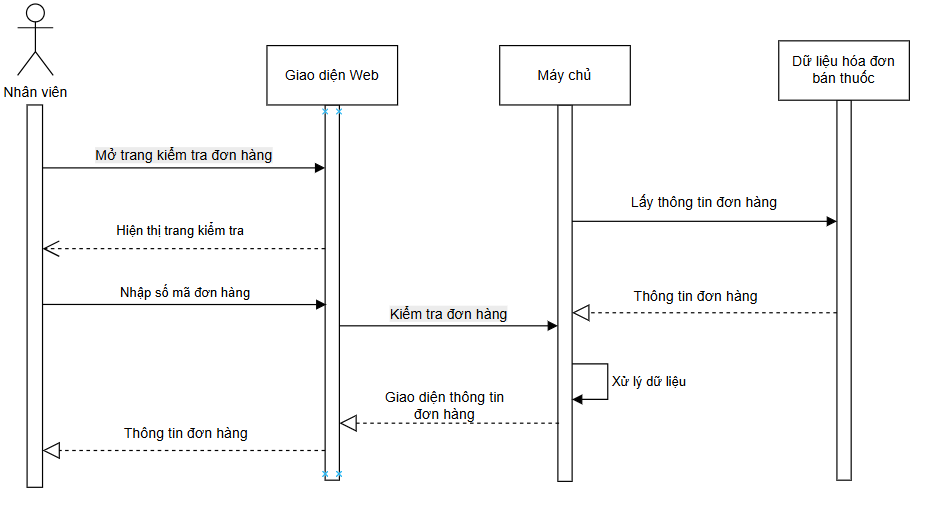 Nhân viên
Giao diện Web
Máy chủ
Dữ liệu hóa đơn
bán thuốc
Mở trang kiểm tra đơn hàng
Lấy thông tin đơn hàng
Hiện thị trang kiểm tra
Nhập số mã đơn hàng
Thông tin đơn hàng
Kiểm tra đơn hàng
Xử lý dữ liệu
Giao diện thông tin
đơn hàng
Thông tin đơn hàng